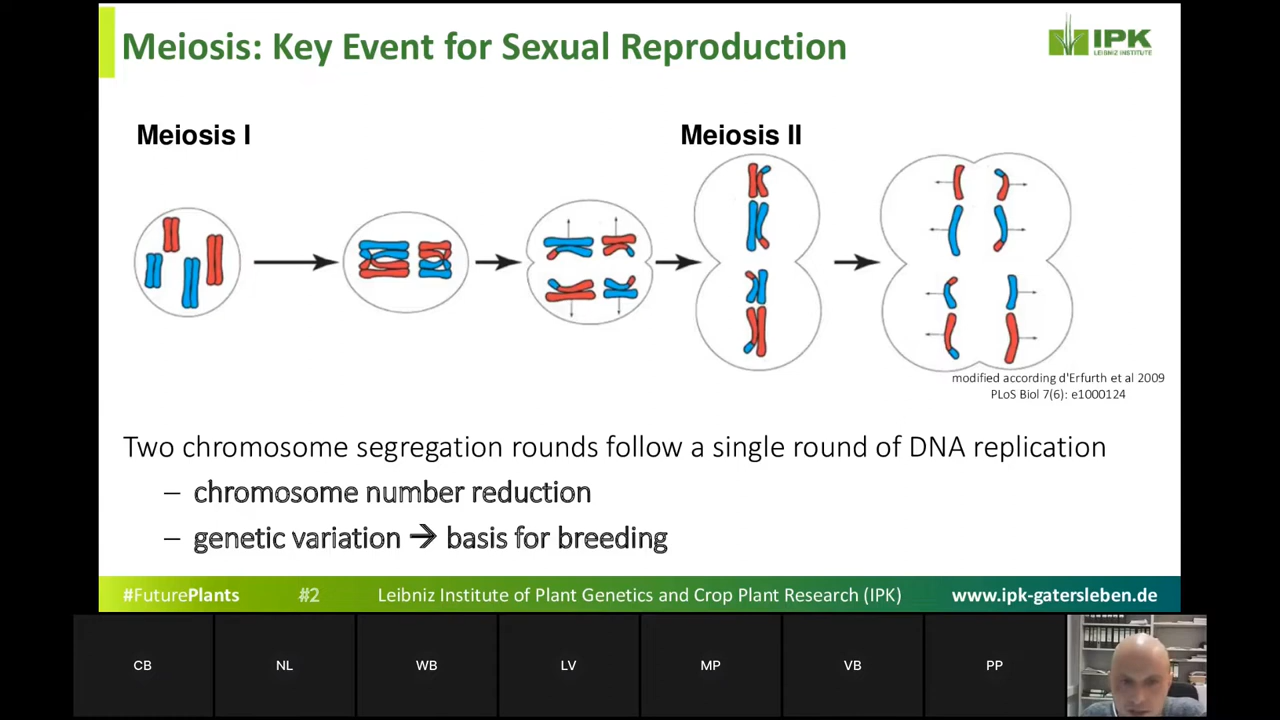 Meiosis: Key Event for Sexual Reproduction
IPK
LEIBNIZ INSTITUTE
Meiosis I
Meiosis II
modified according d'Erfurth et al 2009
PLoS Biol 7(6): e1000124
Two chromosome segregation rounds follow a single round of DNA replication
– chromosome number reduction
– genetic variation → basis for breeding
#FuturePlants
#2
Leibniz Institute of Plant Genetics and Crop Plant Research (IPK)
www.ipk-gatersleben.de
CB
NL
WB
LV
MP
VB
PP